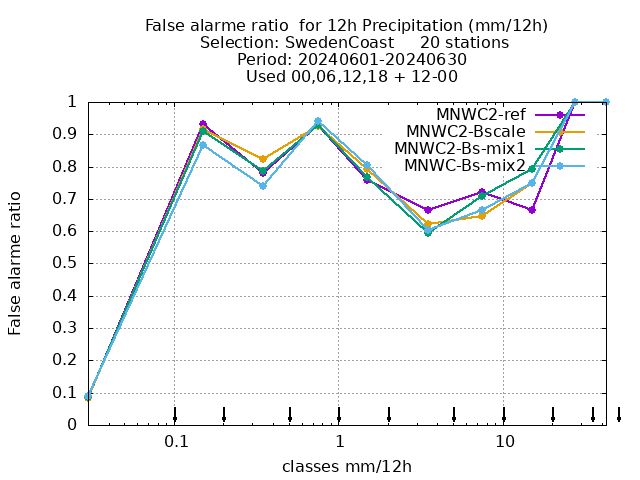 False alarme ratio  for 12h Precipitation (mm/12h)
Selection: SwedenCoast     20 stations
Period: 20240601-20240630
Used 00,06,12,18 + 12-00
MNWC2-ref
MNWC2-Bscale
MNWC2-Bs-mix1
MNWC-Bs-mix2
1
0.9
0.8
0.7
0.6
0.5
0.4
0.3
0.2
0.1
0
False alarme ratio
0.1 1 10
classes mm/12h